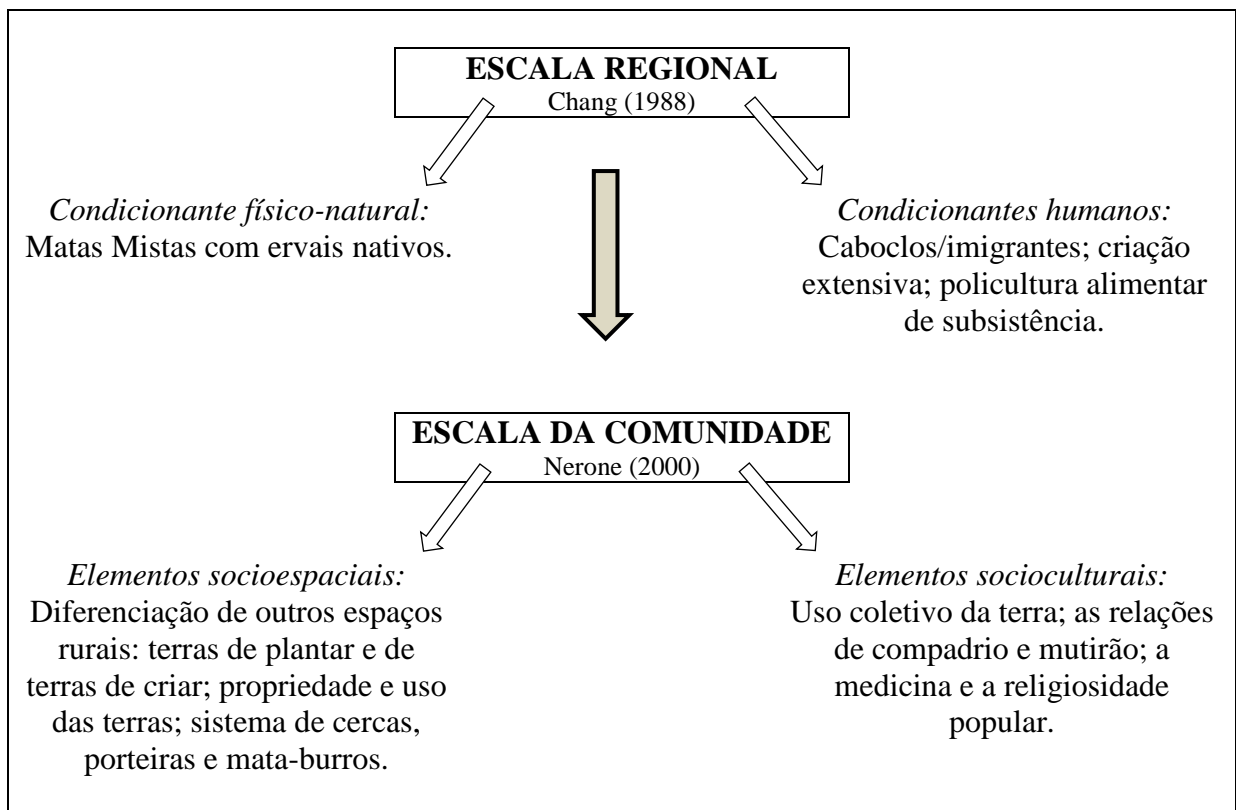 ESCALA REGIONAL
Chang (1988)
Condicionante físico-natural:
Matas Mistas com ervais nativos.
Condicionantes humanos:
Caboclos/imigrantes; criação
extensiva; policultura alimentar
de subsistência.
ESCALA DA COMUNIDADE
Nerone (2000)
Elementos socioespaciais:
Diferenciação de outros espaços
rurais: terras de plantar e de
terras de criar; propriedade e uso
das terras; sistema de cercas,
porteiras e mata-burros.
Elementos socioculturais:
Uso coletivo da terra; as relações
de compadrio e mutirão; a
medicina e a religiosidade
popular.